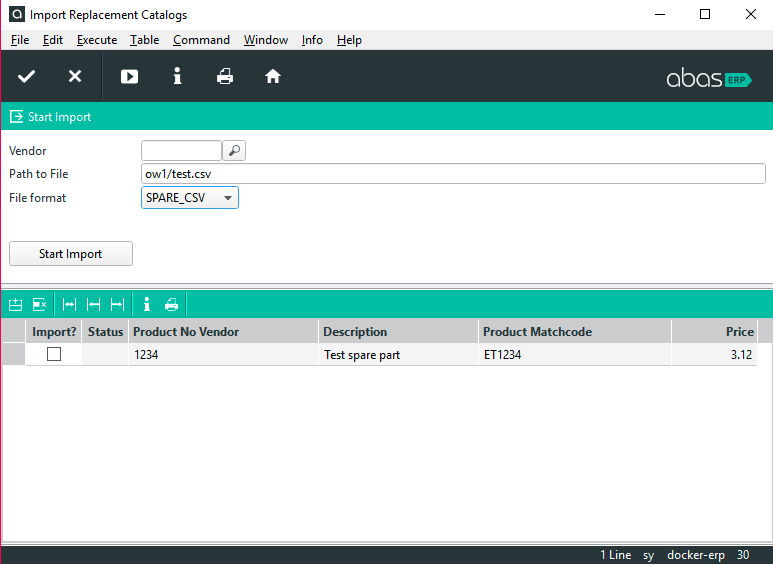 Import Replacement Catalogs
File Edit Execute Table Command Window Info Help
abas ERP
Start Import
Vendor
Path to File ow1/test.csv
File format SPARE_CSV
Start Import
Import? Status Product No Vendor Description Product Matchcode Price
1234 Test spare part ET1234 3.12
1 Line sy docker-erp 30